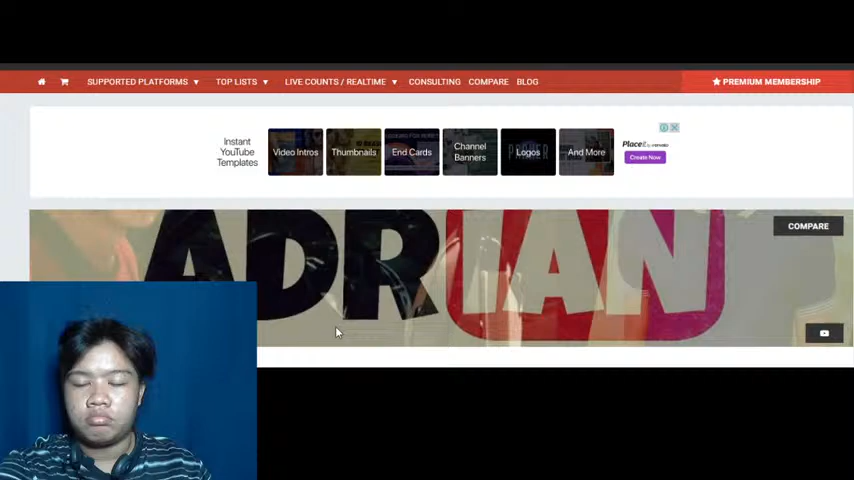 SUPPORTED PLATFORMS TOP LISTS LIVE COUNTS / REALTIME CONSULTING COMPARE BLOG PREMIUM MEMBERSHIP
Instant
YouTube
Templates
Video Intros
Thumbnails
End Cards
Channel
Banners
Logos
And More
Placeit
Create Now
COMPARE
ADRIAN